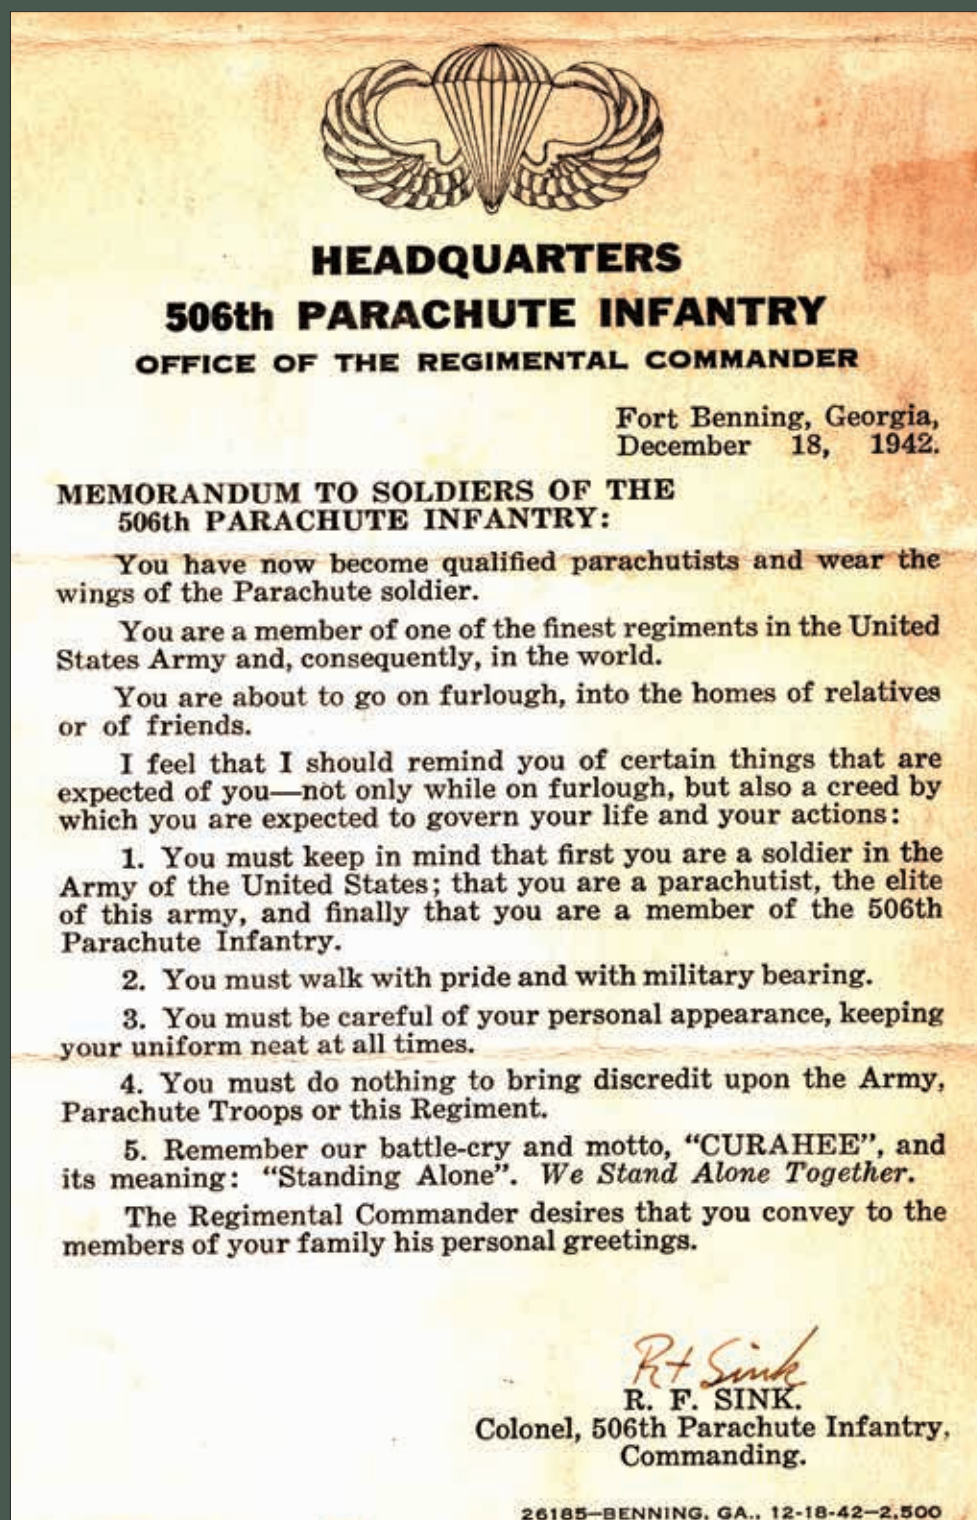 HEADQUARTERS
506th PARACHUTE INFANTRY
OFFICE OF THE REGIMENTAL COMMANDER
Fort Benning, Georgia,
December 18, 1942.
MEMORANDUM TO SOLDIERS OF THE
506th PARACHUTE INFANTRY:
You have now become qualified parachutists and wear the
wings of the Parachute soldier.
You are a member of one of the finest regiments in the United
States Army and, consequently, in the world.
You are about to go on furlough, into the homes of relatives
or of friends.
I feel that I should remind you of certain things that are
expected of you—not only while on furlough, but also a creed by
which you are expected to govern your life and your actions:
1. You must keep in mind that first you are a soldier in the
Army of the United States; that you are a parachutist, the elite
of this army, and finally that you are a member of the 506th
Parachute Infantry.
2. You must walk with pride and with military bearing.
3. You must be careful of your personal appearance, keeping
your uniform neat at all times.
4. You must do nothing to bring discredit upon the Army,
Parachute Troops or this Regiment.
5. Remember our battle-cry and motto, “CURAHEE”, and
its meaning: “Standing Alone”. We Stand Alone Together.
The Regimental Commander desires that you convey to the
members of your family his personal greetings.
R F Sink
R. F. SINK.
Colonel, 506th Parachute Infantry,
Commanding.
26185—BENNING, GA., 12-18-42—2,500